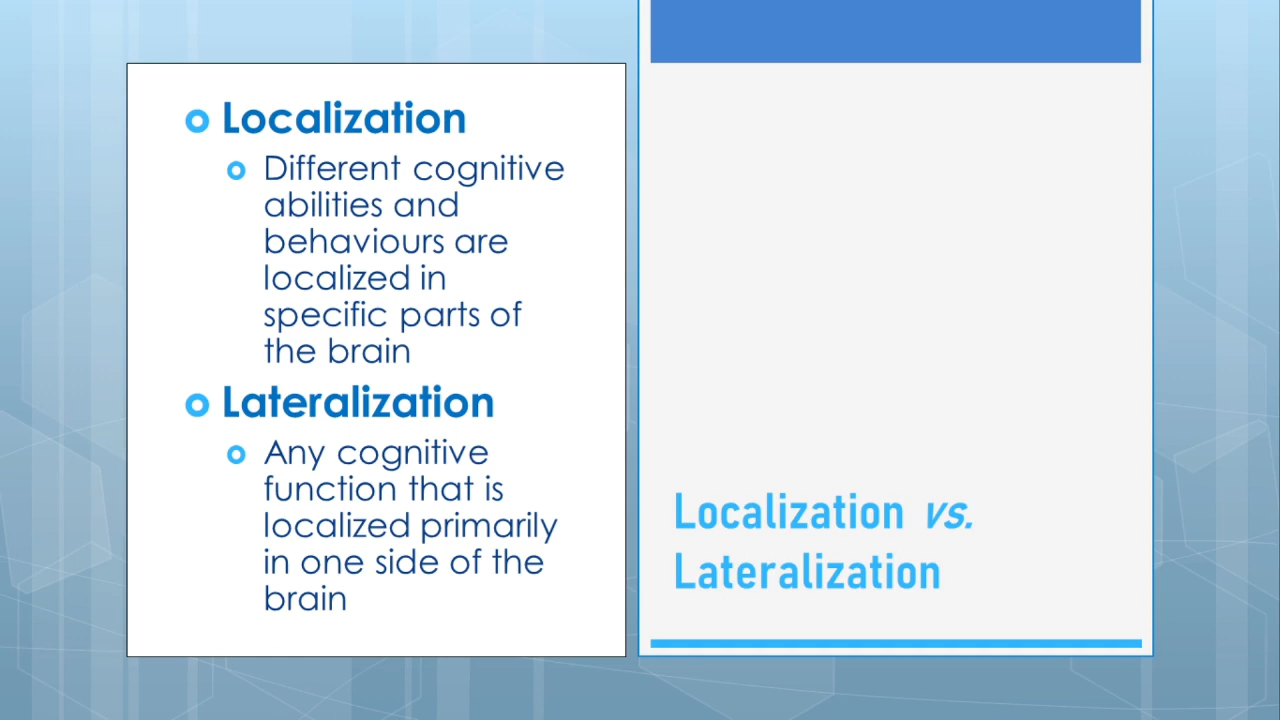 Localization
Different cognitive
abilities and
behaviours are
localized in
specific parts of
the brain
Lateralization
Any cognitive
function that is
localized primarily
in one side of the
brain
Localization vs.
Lateralization